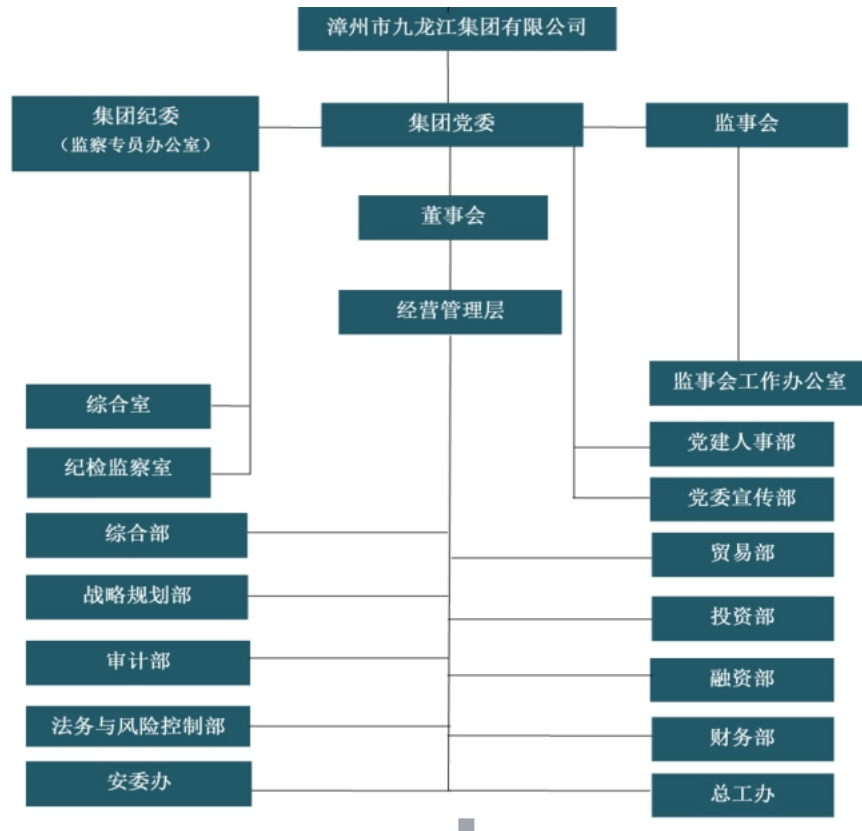 漳州市九龙江集团有限公司
集团纪委
（监察专员办公室）
集团党委
监事会
董事会
经营管理层
监事会工作办公室
综合室
党建人事部
纪检监察室
党委宣传部
综合部
贸易部
战略规划部
投资部
审计部
融资部
法务与风险控制部
财务部
安委办
总工办